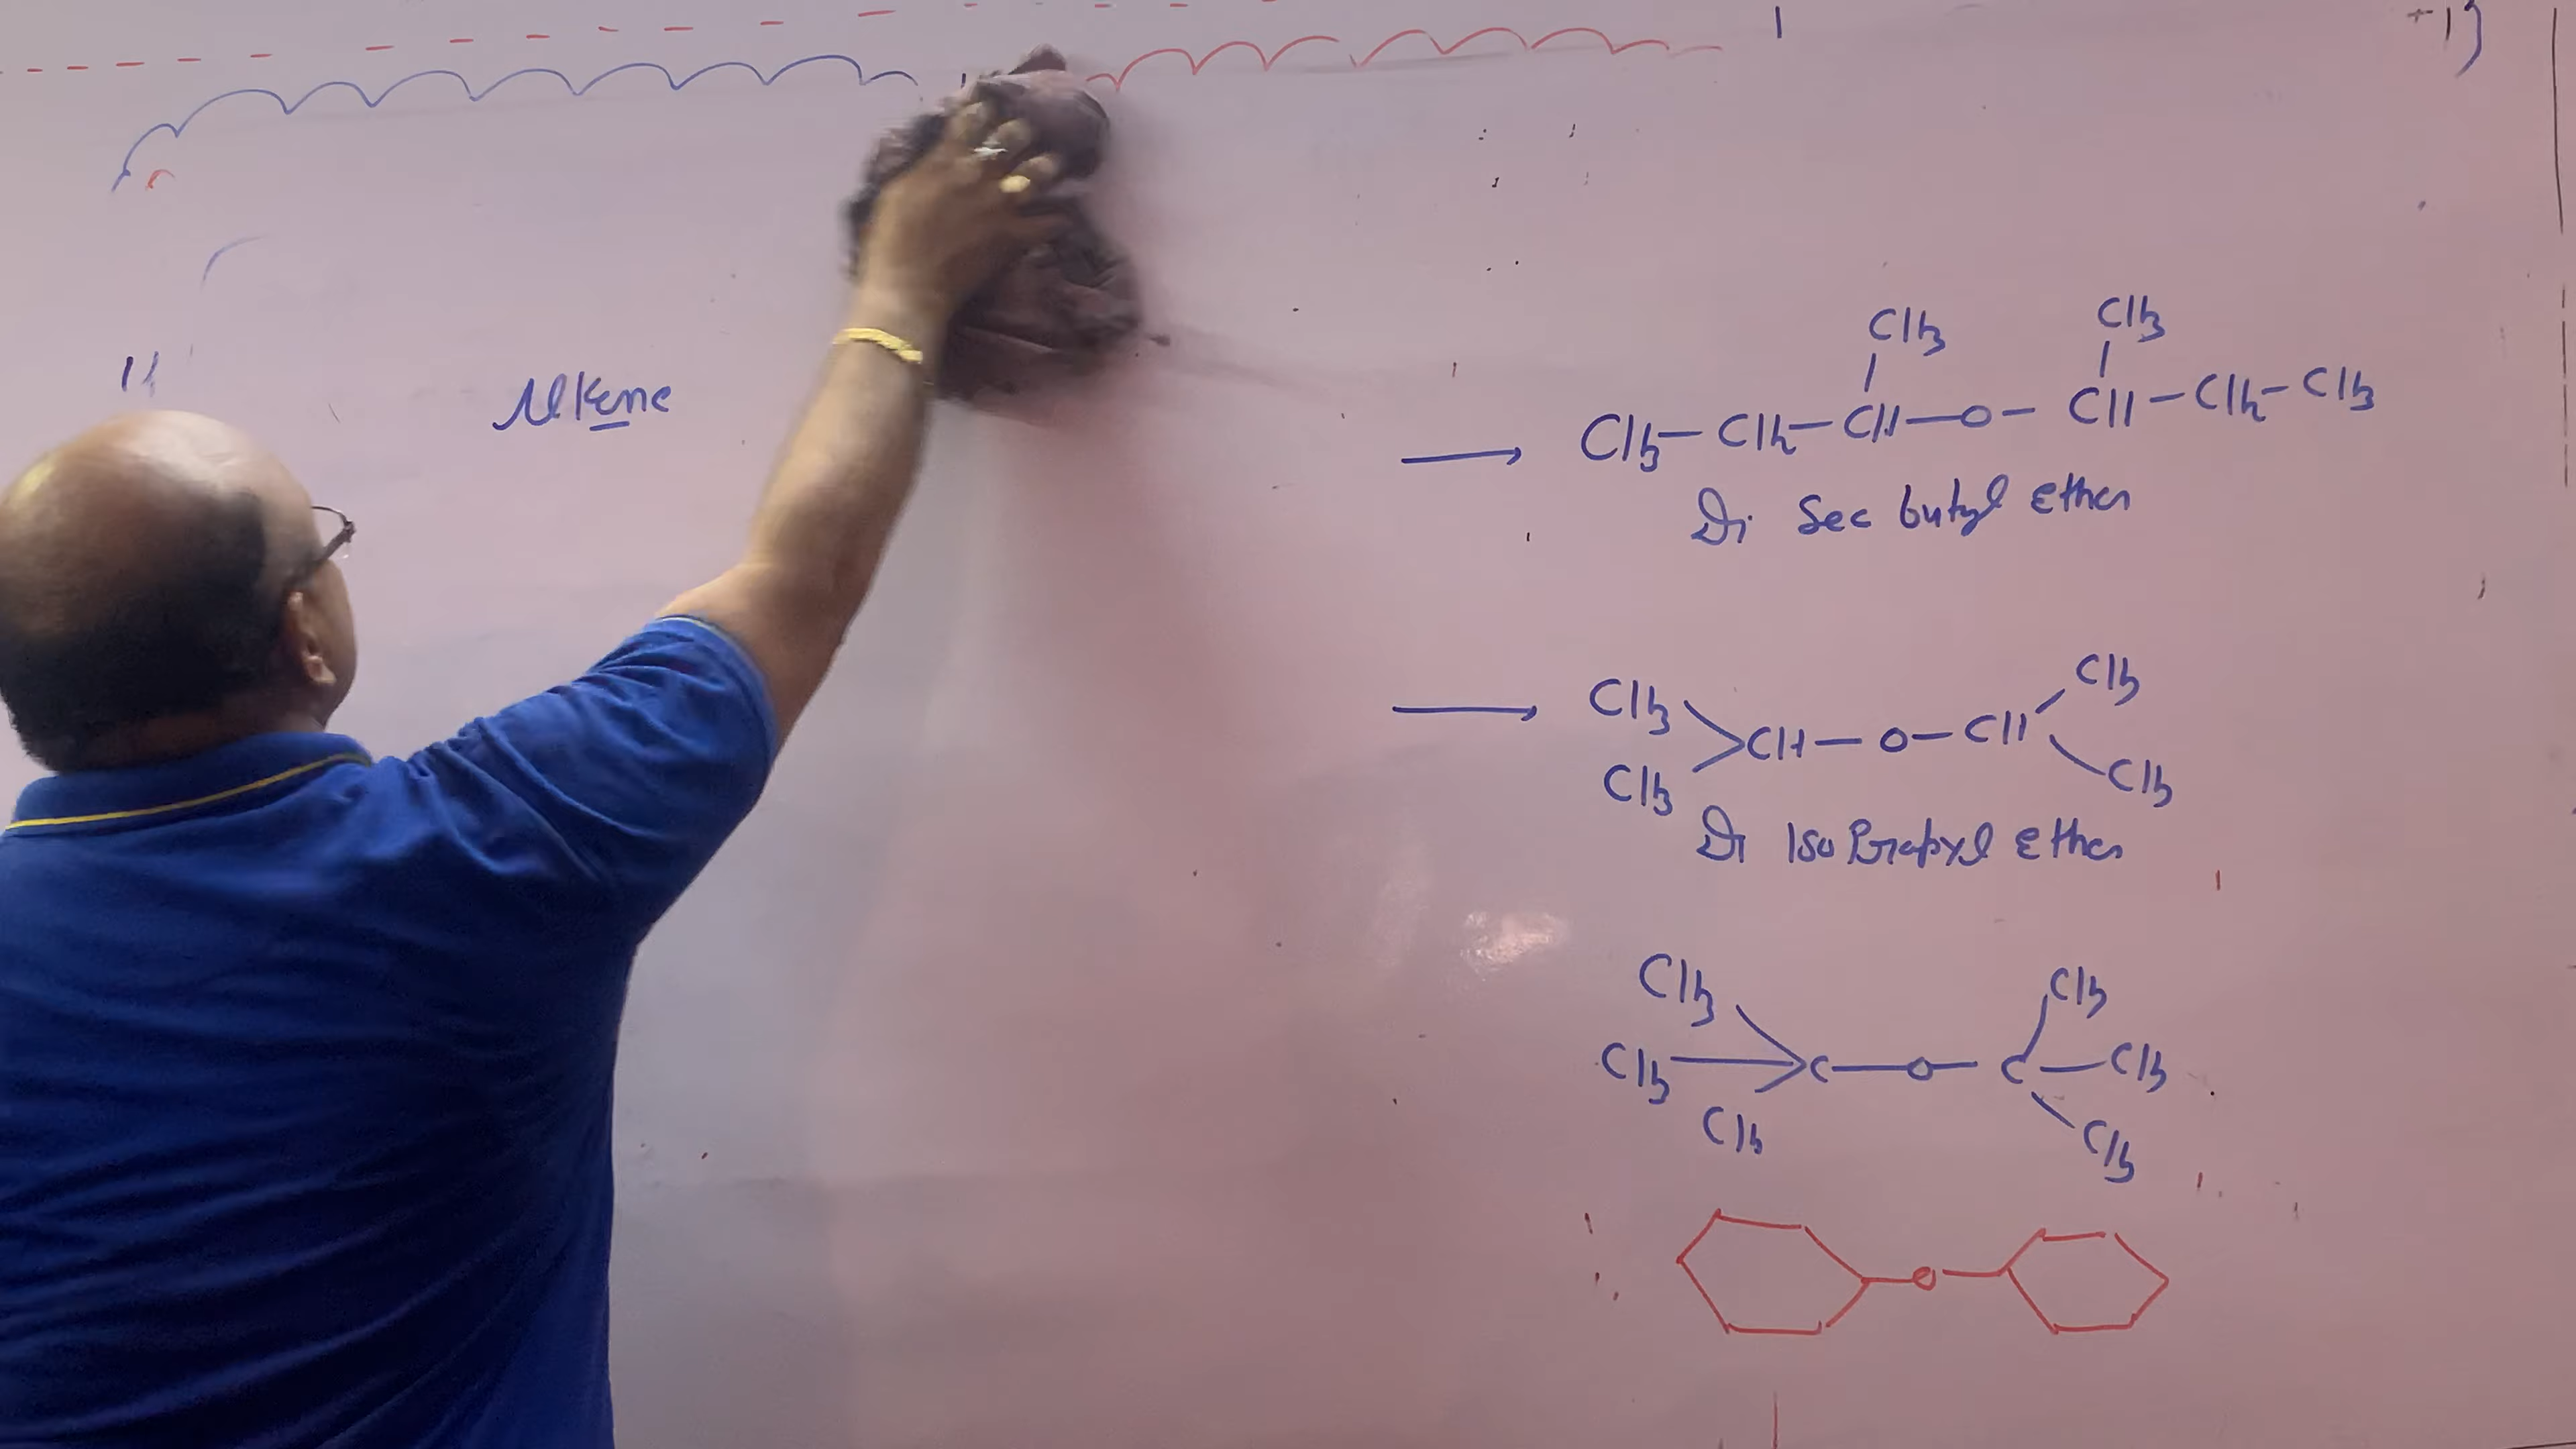 Alkene
CH3 CH3
→ CH3 — CH2 — CH — O — CH — CH2 — CH3
Di Sec butyl Ether
CH3 CH3
→ CH — O — CH
CH3 CH3
Di Iso Propyl Ether
CH3 CH3
CH3 — C — O — C — CH3
CH3 CH3
O